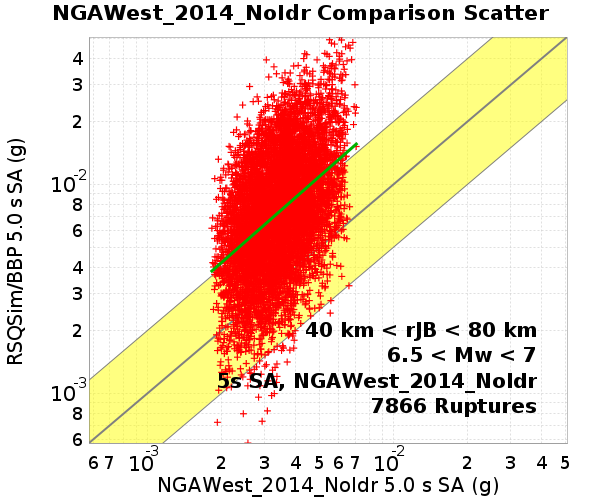 NGAWest_2014_NoIdr Comparison Scatter
RSQSim/BBP 5.0 s SA (g)
4
3
2
10-2
8
6
4
2
10-3
8
6
40 km < rJB < 80 km
6.5 < Mw < 7
5s SA, NGAWest_2014_NoIdr
7866 Ruptures
6 7 10-3 2 3 4 5 6 7 10-2 2 3 4 5
NGAWest_2014_NoIdr 5.0 s SA (g)